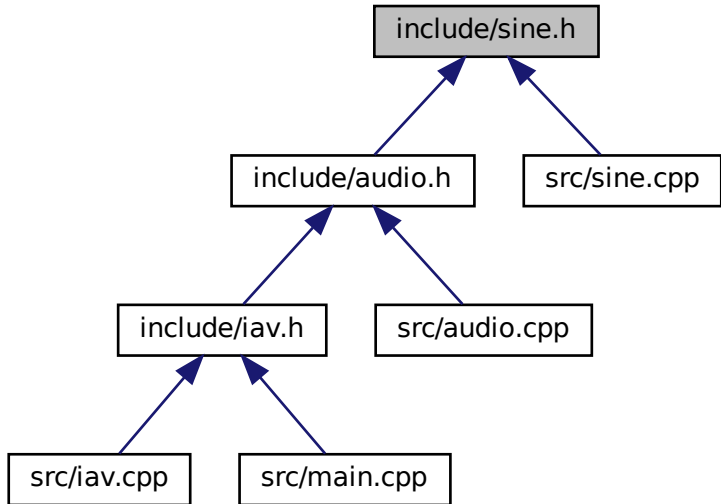 include/sine.h
include/audio.h
src/sine.cpp
include/iav.h
src/audio.cpp
src/iav.cpp
src/main.cpp